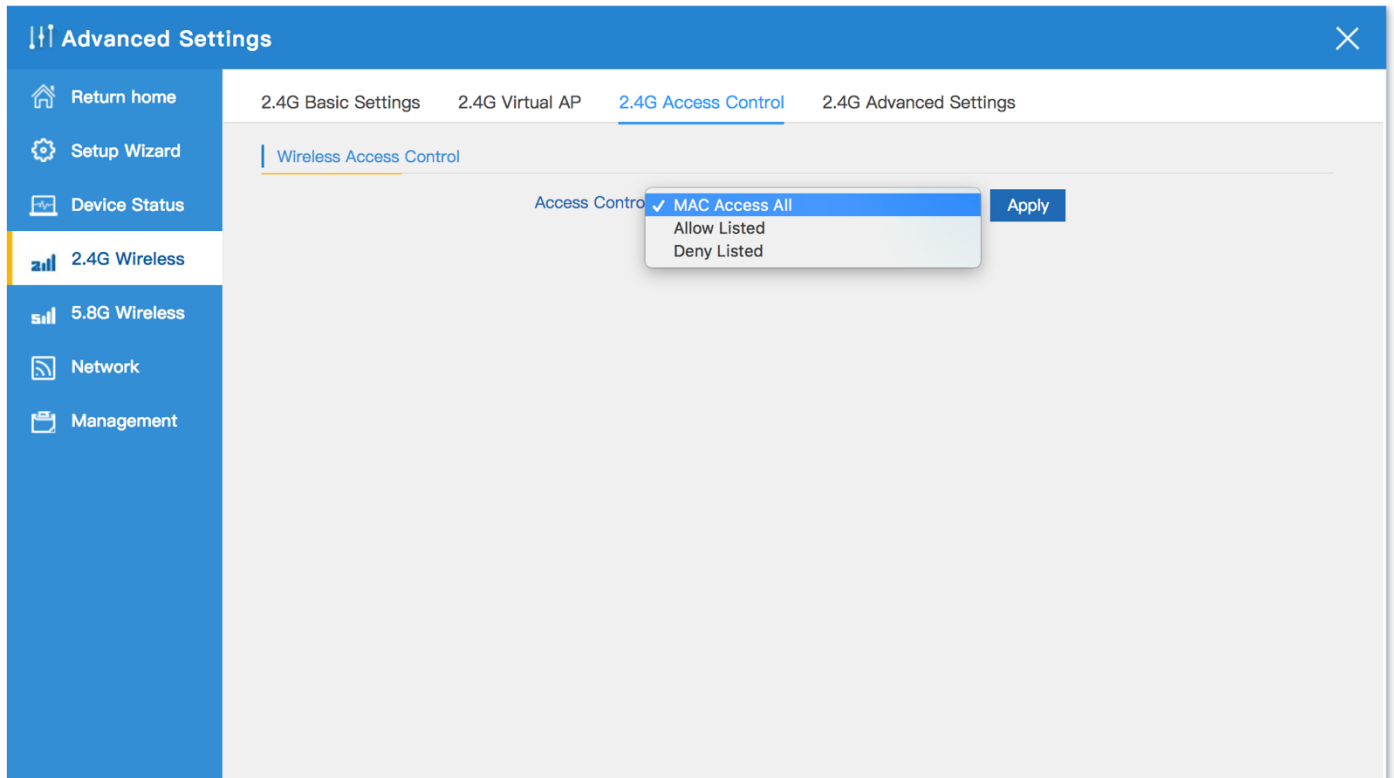 Advanced Settings
Return home
Setup Wizard
Device Status
2.4G Wireless
5.8G Wireless
Network
Management
2.4G Basic Settings 2.4G Virtual AP 2.4G Access Control 2.4G Advanced Settings
Wireless Access Control
Access Contro ✓ MAC Access All Apply
Allow Listed
Deny Listed